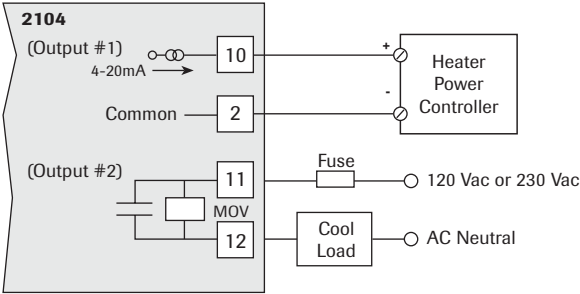 2104
(Output #1)
4-20mA
10
+
Heater
Power
Controller
-
Common
2
(Output #2)
11
Fuse
120 Vac or 230 Vac
MOV
12
Cool
Load
AC Neutral